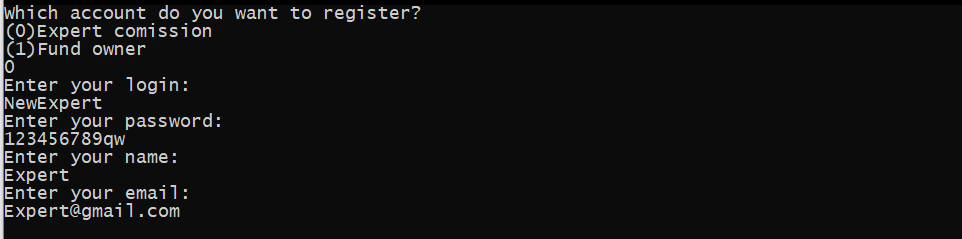 Which account do you want to register?
(0)Expert comission
(1)Fund owner
0
Enter your login:
NewExpert
Enter your password:
123456789qw
Enter your name:
Expert
Enter your email:
Expert@gmail.com